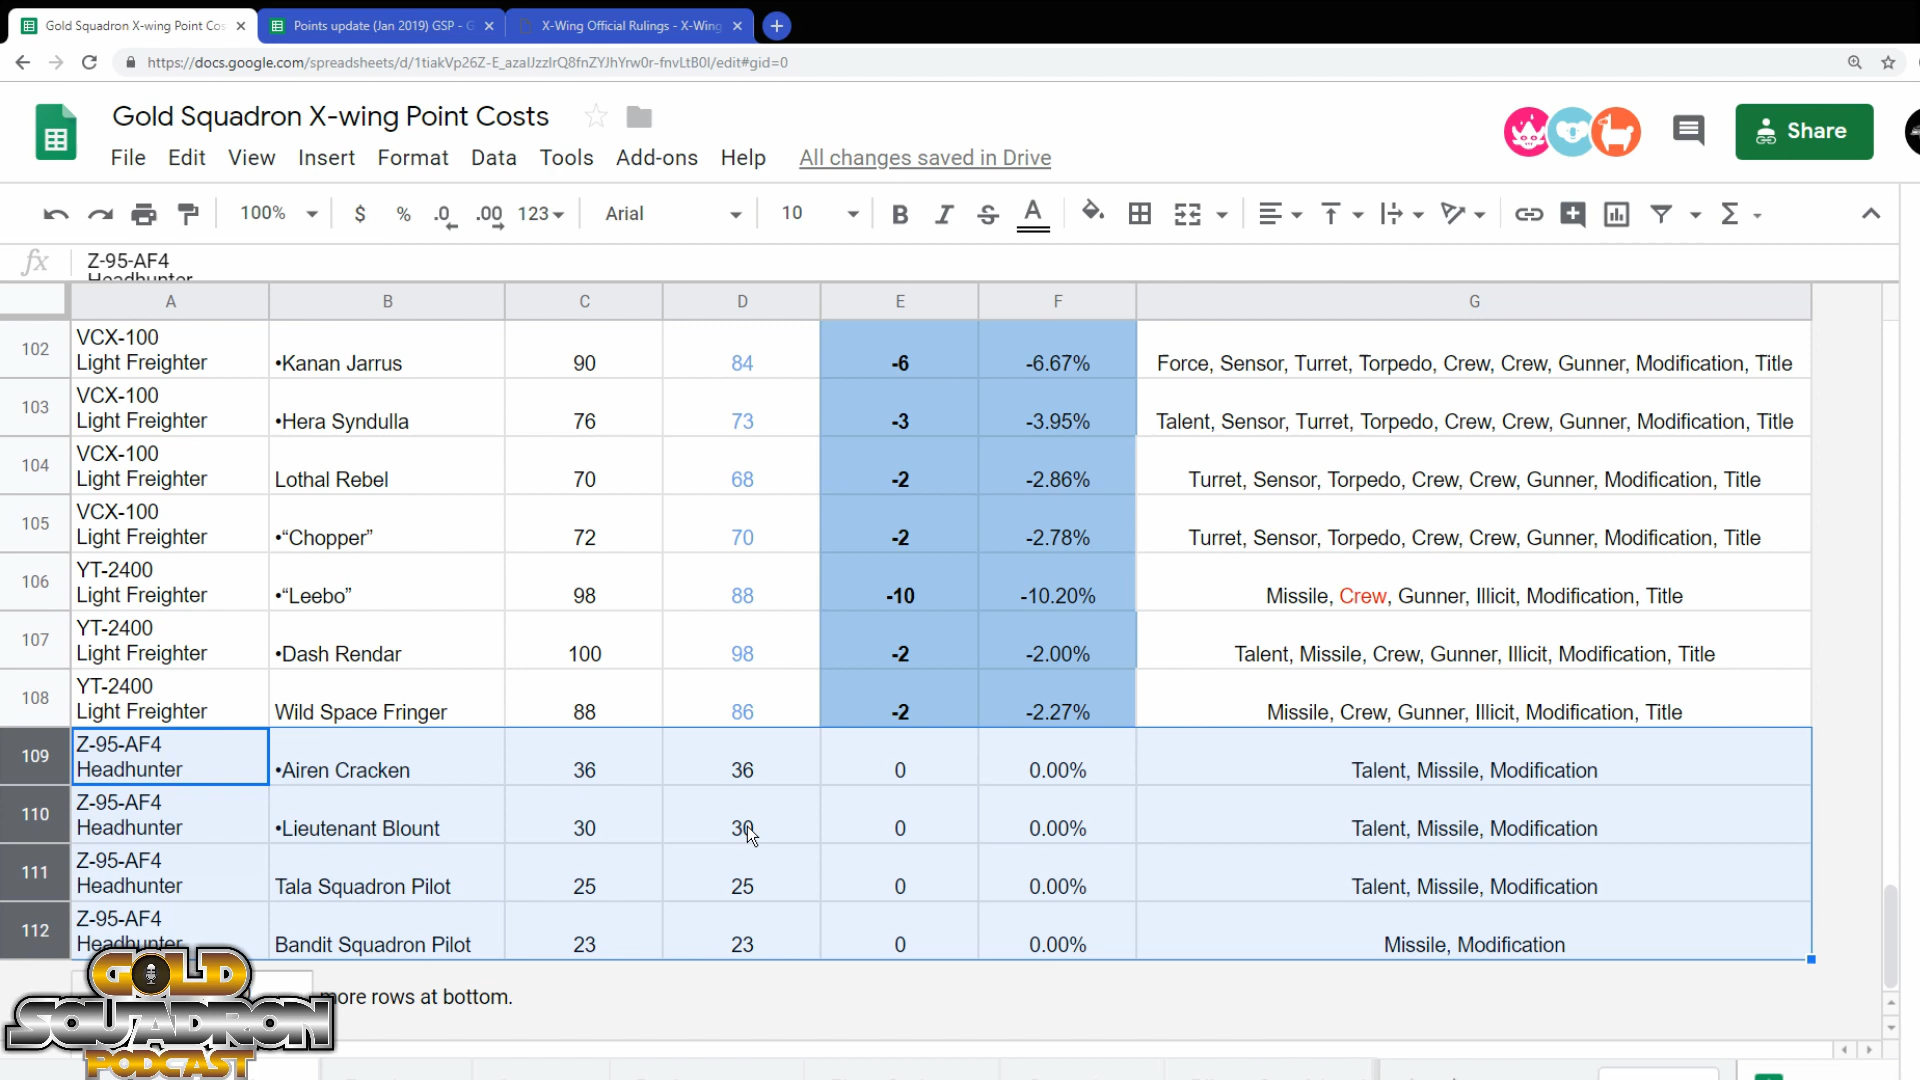 Gold Squadron X-wing Point Cos
Points update (Jan 2019) GSP - G
X-Wing Official Rulings - X-Wing
https://docs.google.com/spreadsheets/d/1tiakVp26Z-E_azaIJzzIrQ8fnZYJhYrw0r-fnvLtB0I/edit#gid=0
Gold Squadron X-wing Point Costs
Share
File Edit View Insert Format Data Tools Add-ons Help All changes saved in Drive
100% $ % .0 .00 123 Arial 10 B I S A Σ
fx Z-95-AF4
Headhunter
A B C D E F G
102 VCX-100 Light Freighter •Kanan Jarrus 90 84 -6 -6.67% Force, Sensor, Turret, Torpedo, Crew, Crew, Gunner, Modification, Title
103 VCX-100 Light Freighter •Hera Syndulla 76 73 -3 -3.95% Talent, Sensor, Turret, Torpedo, Crew, Crew, Gunner, Modification, Title
104 VCX-100 Light Freighter Lothal Rebel 70 68 -2 -2.86% Turret, Sensor, Torpedo, Crew, Crew, Gunner, Modification, Title
105 VCX-100 Light Freighter •“Chopper” 72 70 -2 -2.78% Turret, Sensor, Torpedo, Crew, Crew, Gunner, Modification, Title
106 YT-2400 Light Freighter •“Leebo” 98 88 -10 -10.20% Missile, Crew, Gunner, Illicit, Modification, Title
107 YT-2400 Light Freighter •Dash Rendar 100 98 -2 -2.00% Talent, Missile, Crew, Gunner, Illicit, Modification, Title
108 YT-2400 Light Freighter Wild Space Fringer 88 86 -2 -2.27% Missile, Crew, Gunner, Illicit, Modification, Title
109 Z-95-AF4 Headhunter •Airen Cracken 36 36 0 0.00% Talent, Missile, Modification
110 Z-95-AF4 Headhunter •Lieutenant Blount 30 30 0 0.00% Talent, Missile, Modification
111 Z-95-AF4 Headhunter Tala Squadron Pilot 25 25 0 0.00% Talent, Missile, Modification
112 Z-95-AF4 Headhunter Bandit Squadron Pilot 23 23 0 0.00% Missile, Modification
more rows at bottom.
GOLD
SQUADRON
PODCAST